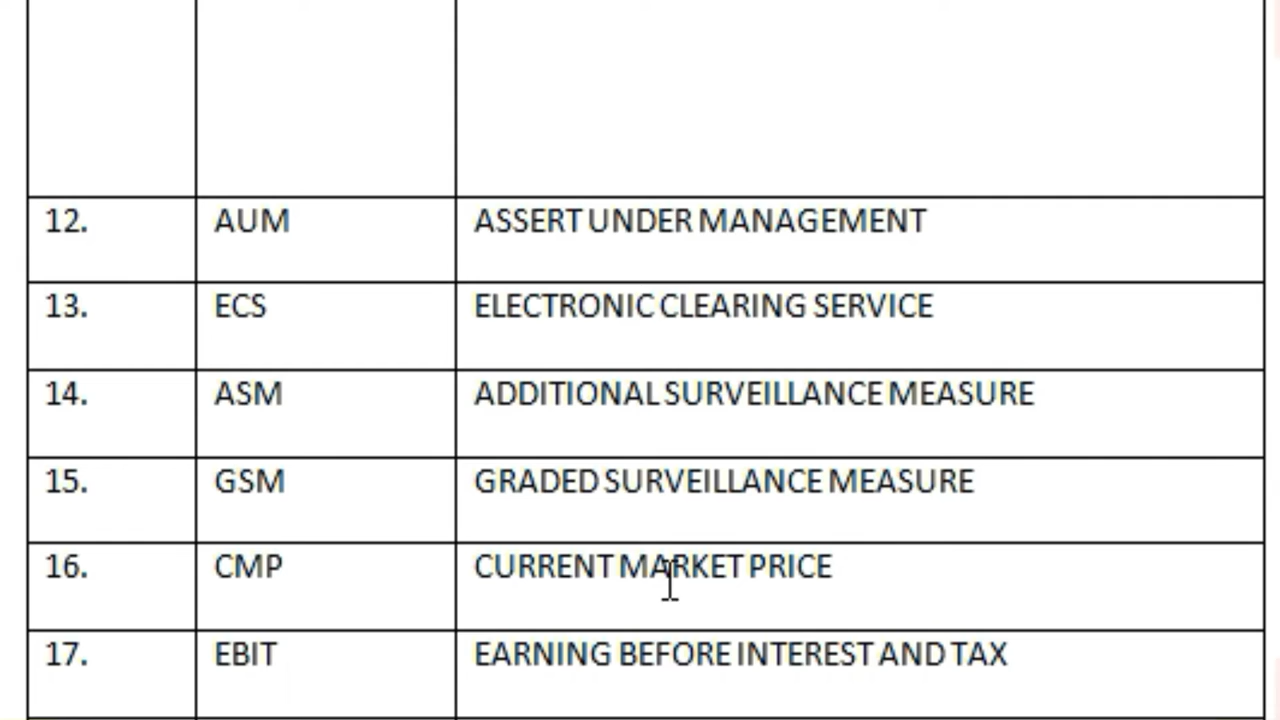 12. AUM ASSERT UNDER MANAGEMENT
13. ECS ELECTRONIC CLEARING SERVICE
14. ASM ADDITIONAL SURVEILLANCE MEASURE
15. GSM GRADED SURVEILLANCE MEASURE
16. CMP CURRENT MARKET PRICE
17. EBIT EARNING BEFORE INTEREST AND TAX